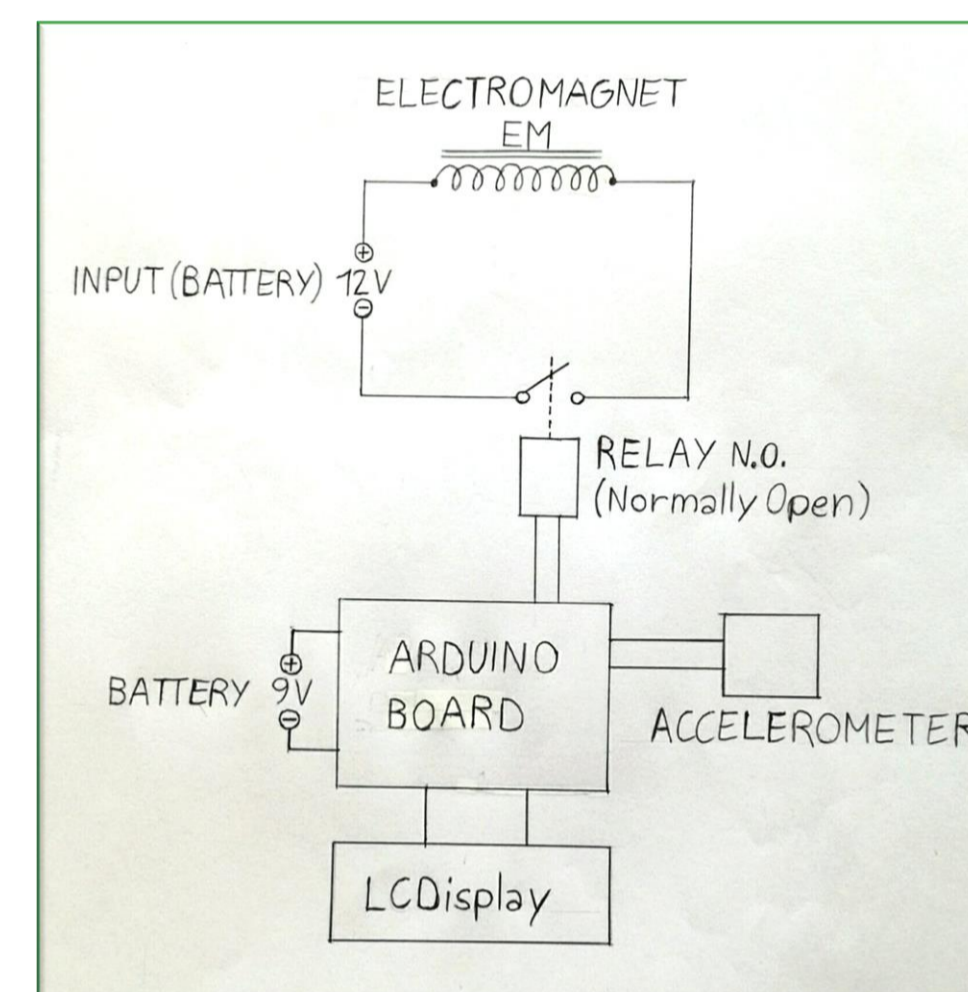 ELECTROMAGNET
EM
INPUT (BATTERY) 12V
RELAY N.O.
(Normally Open)
ARDUINO
BOARD
BATTERY 9V
ACCELEROMETER
LCDisplay